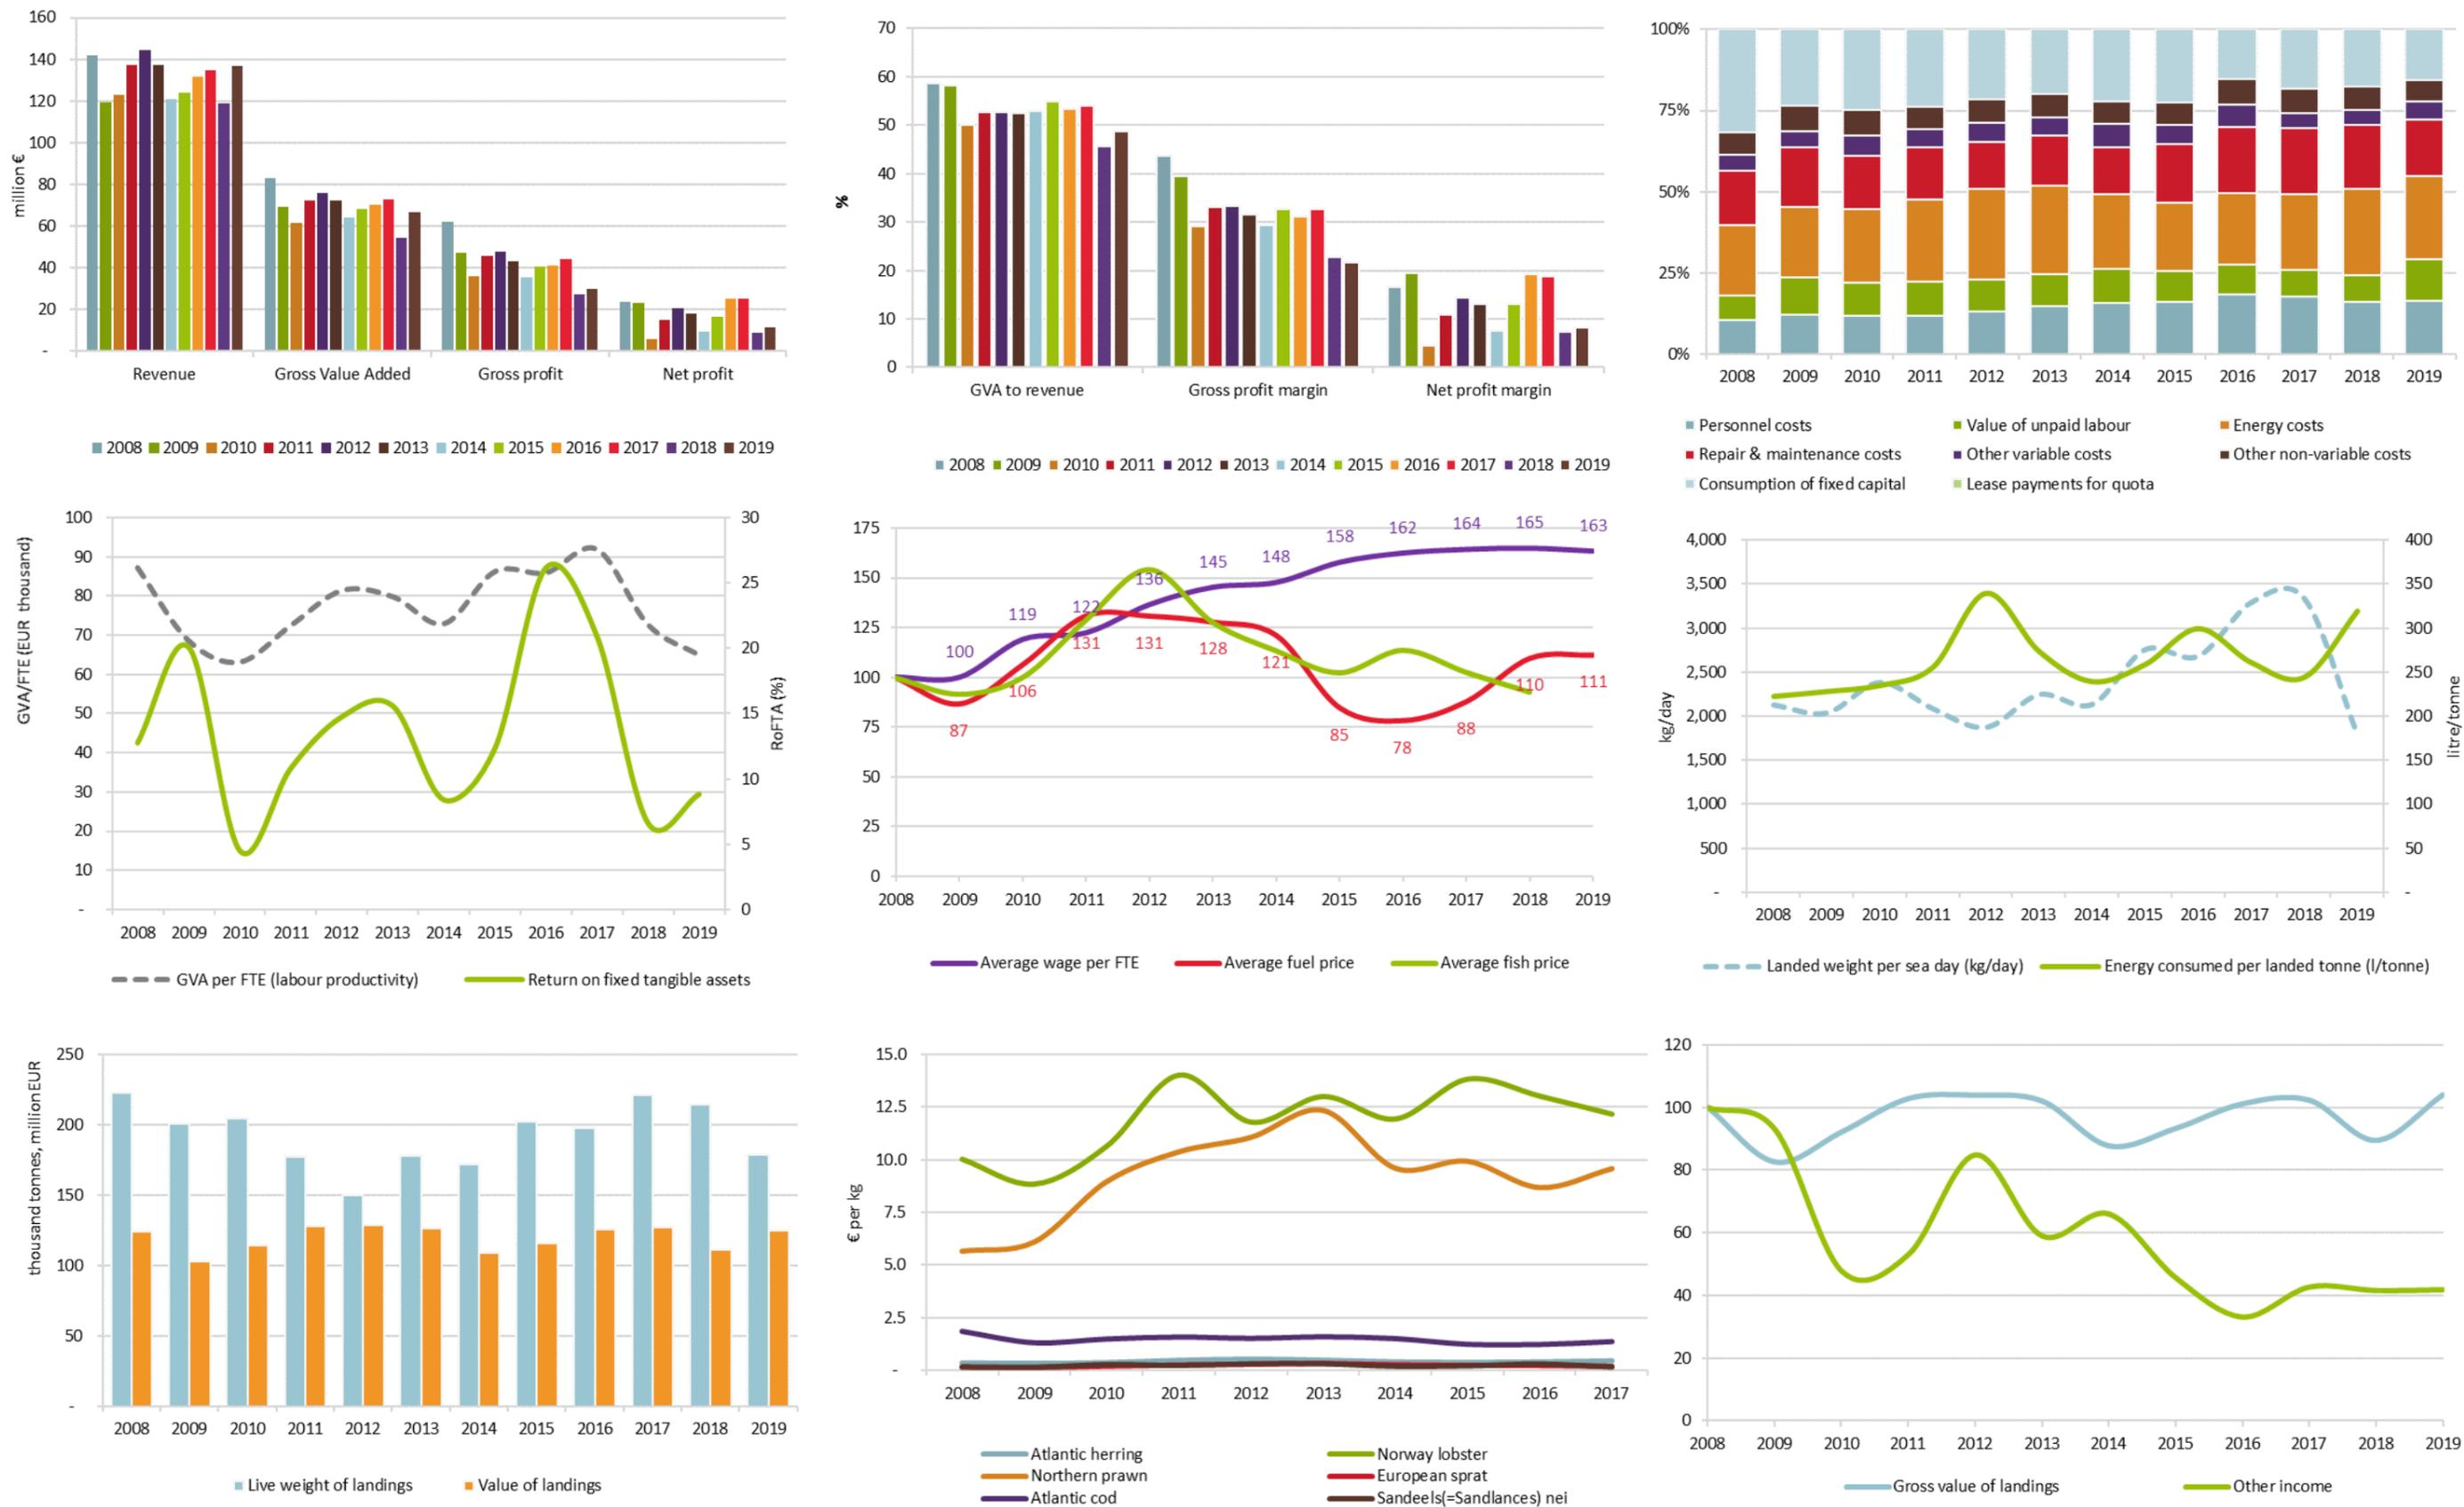 million €
160
140
120
100
80
60
40
20
-
Revenue Gross Value Added Gross profit Net profit
2008 2009 2010 2011 2012 2013 2014 2015 2016 2017 2018 2019
%
70
60
50
40
30
20
10
0
GVA to revenue Gross profit margin Net profit margin
2008 2009 2010 2011 2012 2013 2014 2015 2016 2017 2018 2019
100%
75%
50%
25%
0%
2008 2009 2010 2011 2012 2013 2014 2015 2016 2017 2018 2019
Personnel costs Value of unpaid labour Energy costs
Repair & maintenance costs Other variable costs Other non-variable costs
Consumption of fixed capital Lease payments for quota
GVA/FTE (EUR thousand)
100
90
80
70
60
50
40
30
20
10
-
30
25
20
15
10
5
0
RoFTA (%)
2008 2009 2010 2011 2012 2013 2014 2015 2016 2017 2018 2019
GVA per FTE (labour productivity) Return on fixed tangible assets
175
150
125
100
75
50
25
0
100 119 122 136 145 148 158 162 164 165 163
87 106 131 131 128 121 85 78 88 110 111
2008 2009 2010 2011 2012 2013 2014 2015 2016 2017 2018 2019
Average wage per FTE Average fuel price Average fish price
kg/day
4,000
3,500
3,000
2,500
2,000
1,500
1,000
500
-
400
350
300
250
200
150
100
50
-
litre/tonne
2008 2009 2010 2011 2012 2013 2014 2015 2016 2017 2018 2019
Landed weight per sea day (kg/day) Energy consumed per landed tonne (l/tonne)
thousand tonnes, million EUR
250
200
150
100
50
-
2008 2009 2010 2011 2012 2013 2014 2015 2016 2017 2018 2019
Live weight of landings Value of landings
€ per kg
15.0
12.5
10.0
7.5
5.0
2.5
-
2008 2009 2010 2011 2012 2013 2014 2015 2016 2017
Atlantic herring Norway lobster
Northern prawn European sprat
Atlantic cod Sandeels(=Sandlances) nei
120
100
80
60
40
20
0
2008 2009 2010 2011 2012 2013 2014 2015 2016 2017 2018 2019
Gross value of landings Other income